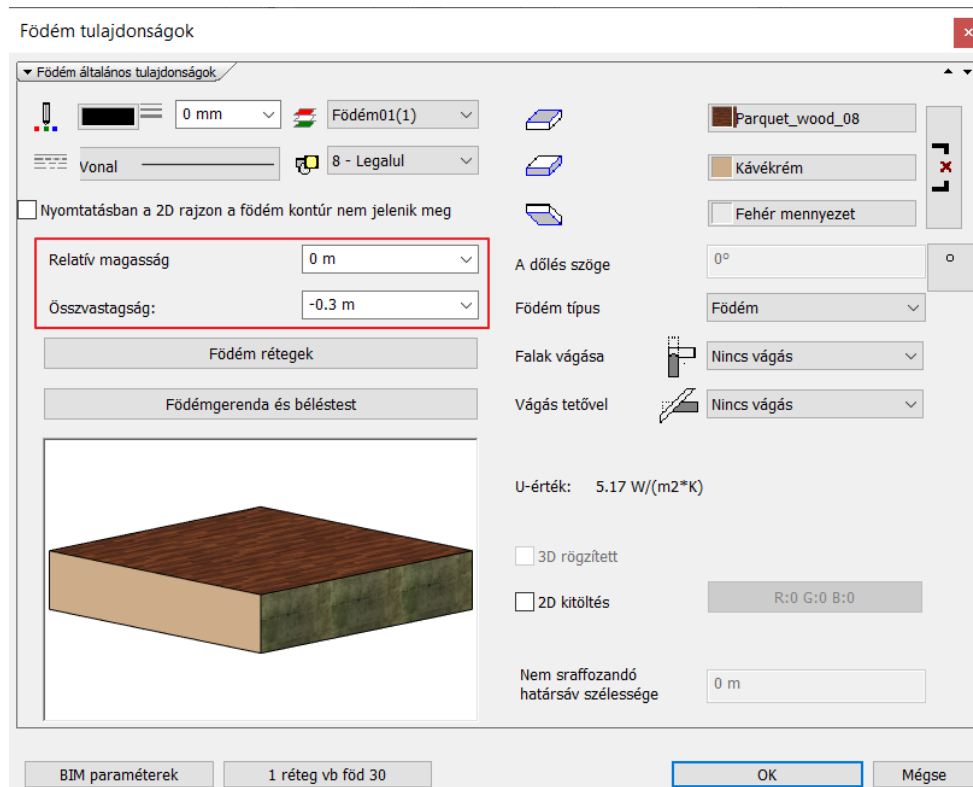 Födém tulajdonságok
Födém általános tulajdonságok
0 mm
Födém01(1)
Vonal
8 - Legalul
Nyomtatásban a 2D rajzon a födém kontúr nem jelenik meg
Relatív magasság
0 m
Összvastagság:
-0.3 m
Födém rétegek
Födémgerenda és béléstest
Parquet_wood_08
Kávékrém
Fehér mennyezet
A dőlés szöge
0°
Födém típus
Födém
Falak vágása
Nincs vágás
Vágás tetővel
Nincs vágás
U-érték: 5.17 W/(m2*K)
3D rögzített
2D kitöltés
R:0 G:0 B:0
Nem sraffozandó
határsáv szélessége
0 m
BIM paraméterek
1 réteg vb föd 30
OK
Mégse